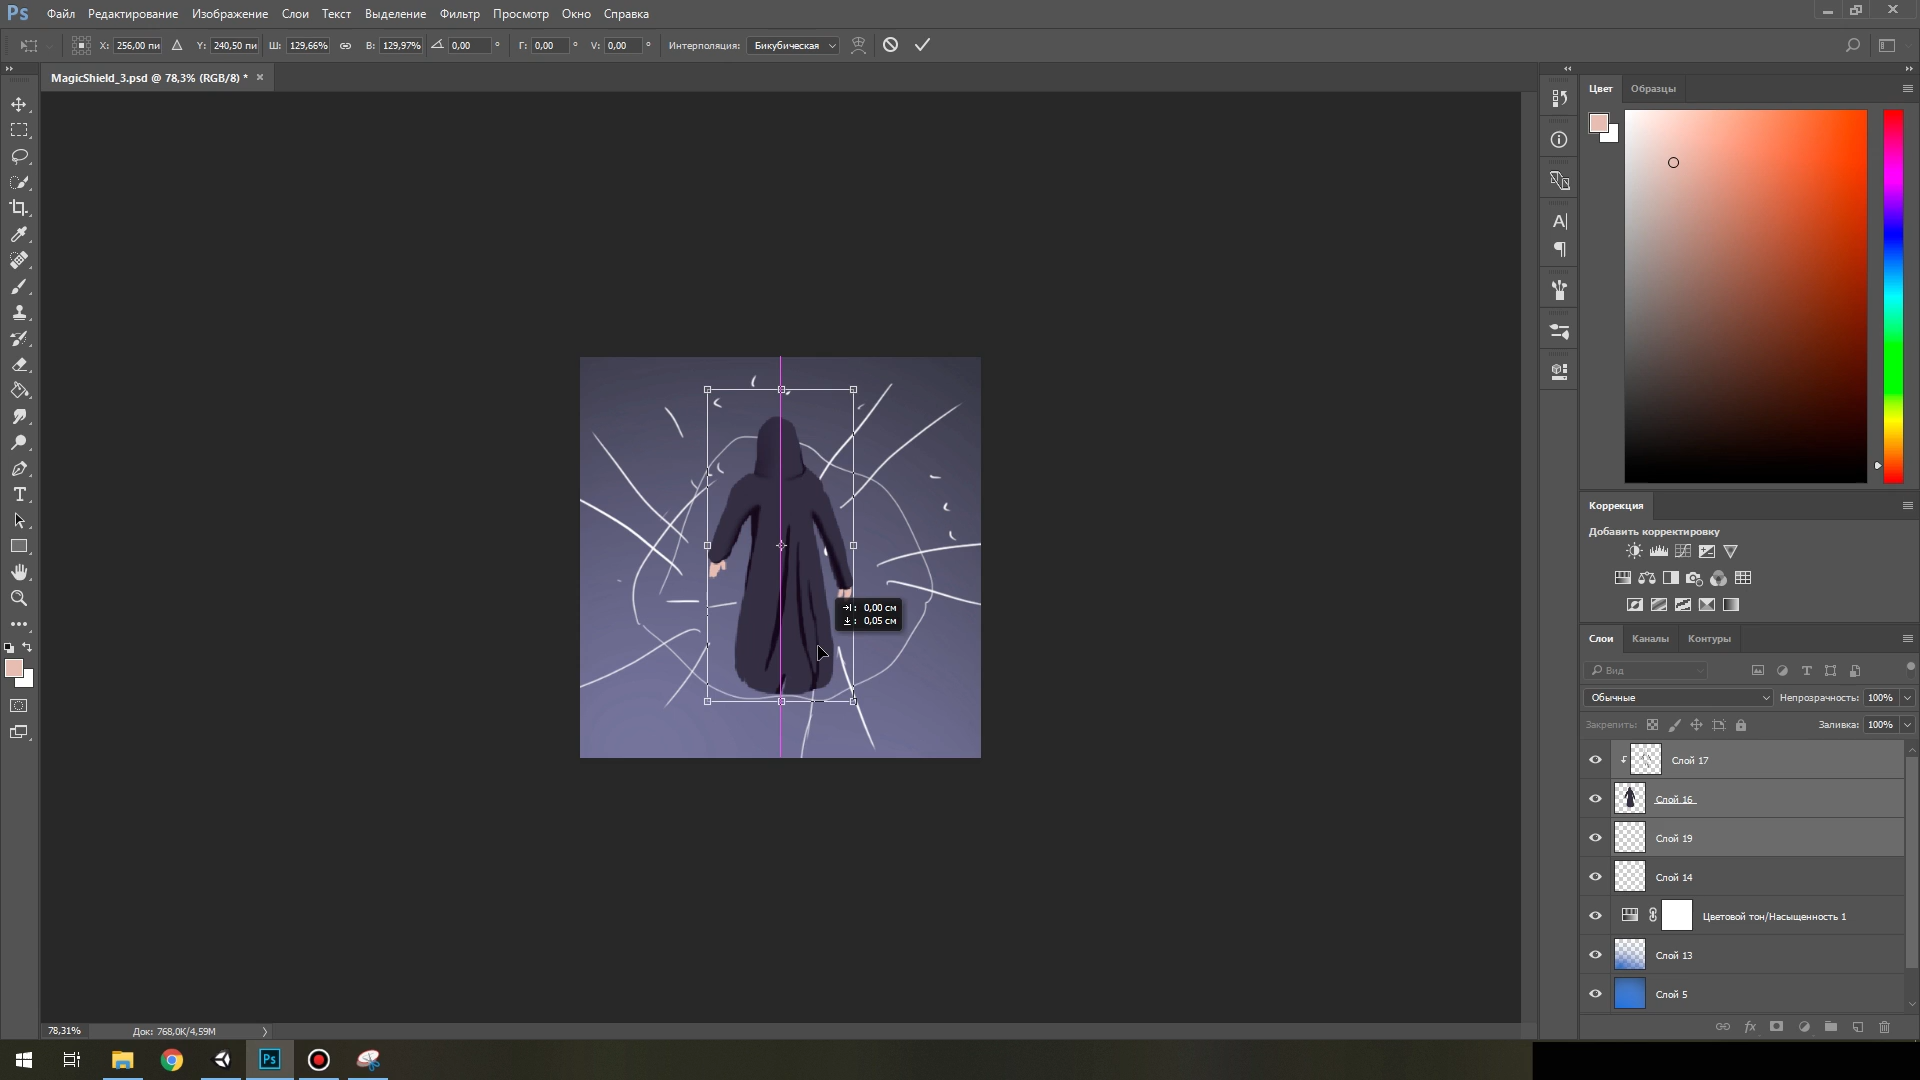 Ps Файл Редактирование Изображение Слои Текст Выделение Фильтр Просмотр Окно Справка
X: 256,00 пи Y: 240,50 пи Ш: 129,66% В: 129,97% 0,00 ° Г: 0,00 ° V: 0,00 ° Интерполяция: Бикубическая
MagicShield_3.psd @ 78,3% (RGB/8) * ×
Цвет Образцы
Коррекция
Добавить корректировку
0,00 см
0,05 см
Слои Каналы Контуры
Вид
Обычные Непрозрачность: 100%
Закрепить: Заливка: 100%
Слой 17
Слой 16
Слой 19
Слой 14
Цветовой тон/Насыщенность 1
Слой 13
Слой 5
fx
78,31% Док: 768,0K/4,59M
Ps